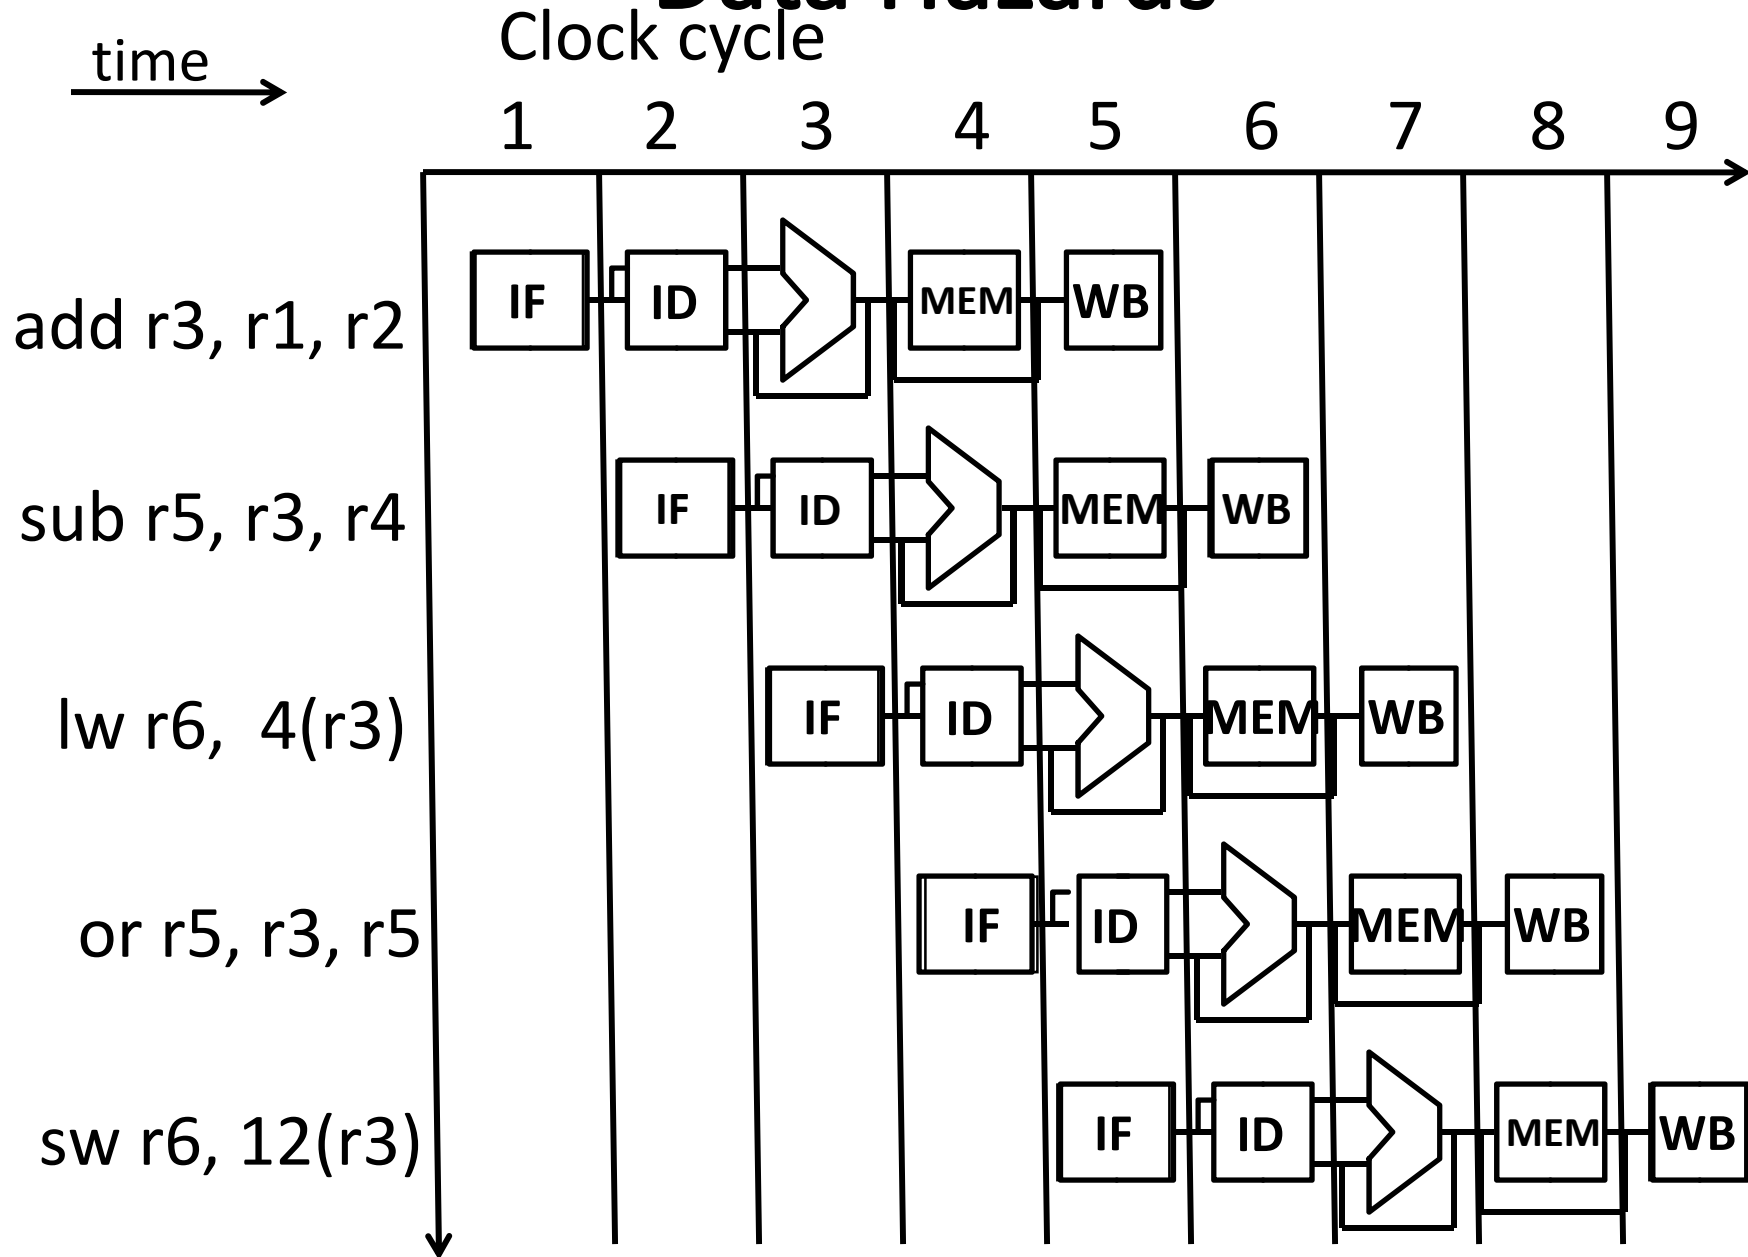 Data Hazards
Clock cycle
time
1 2 3 4 5 6 7 8 9
add r3, r1, r2 IF ID MEM WB
sub r5, r3, r4 IF ID MEM WB
lw r6, 4(r3) IF ID MEM WB
or r5, r3, r5 IF ID MEM WB
sw r6, 12(r3) IF ID MEM WB